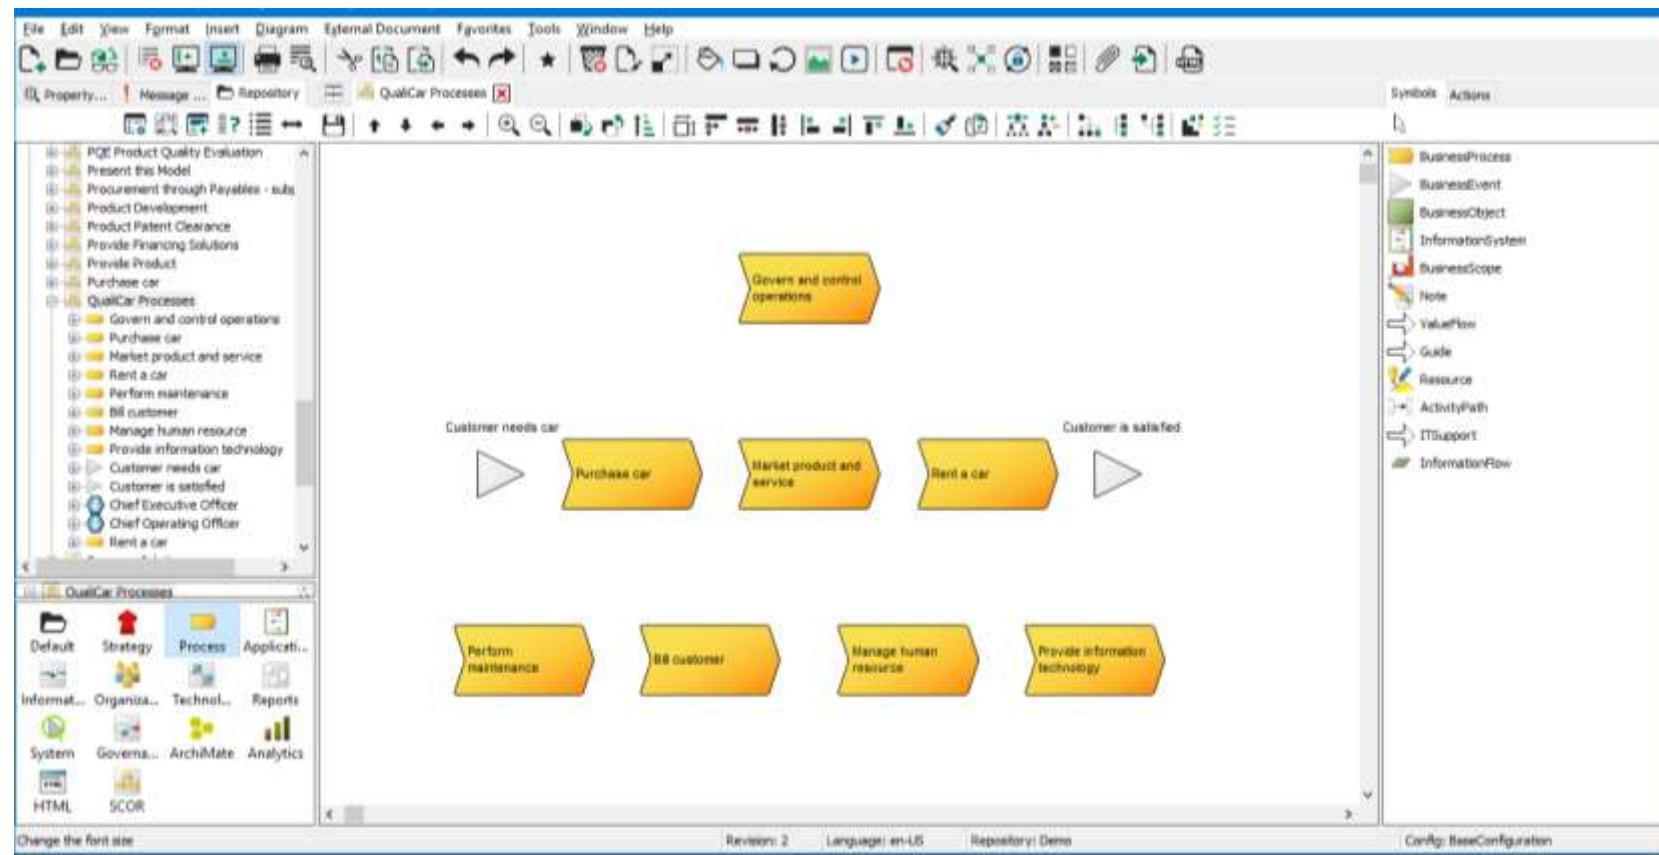 File Edit View Format Insert Diagram External Document Favorites Tools Window Help
Property... Message ... Repository QualiCar Processes Symbols Actions
PQE Product Quality Evaluation
Present this Model
Procurement through Payables - subs
Product Development
Product Patent Clearance
Provide Financing Solutions
Provide Product
Purchase car
QualiCar Processes
Govern and control operations
Purchase car
Market product and service
Rent a car
Perform maintenance
Bill customer
Manage human resource
Provide information technology
Customer needs car
Customer is satisfied
Chief Executive Officer
Chief Operating Officer
Rent a car
QualiCar Processes
Default Strategy Process Applicati...
Informat... Organiza... Technol... Reports
System Governa... ArchiMate Analytics
HTML SCOR
Govern and control
operations
Customer needs car
Customer is satisfied
Purchase car
Market product and
service
Rent a car
Perform
maintenance
Bill customer
Manage human
resource
Provide information
technology
BusinessProcess
BusinessEvent
BusinessObject
InformationSystem
BusinessScope
Note
ValueFlow
Guide
Resource
ActivityPath
ITSupport
InformationFlow
Change the font size Revision: 2 Language: en-US Repository: Demo Config: BaseConfiguration